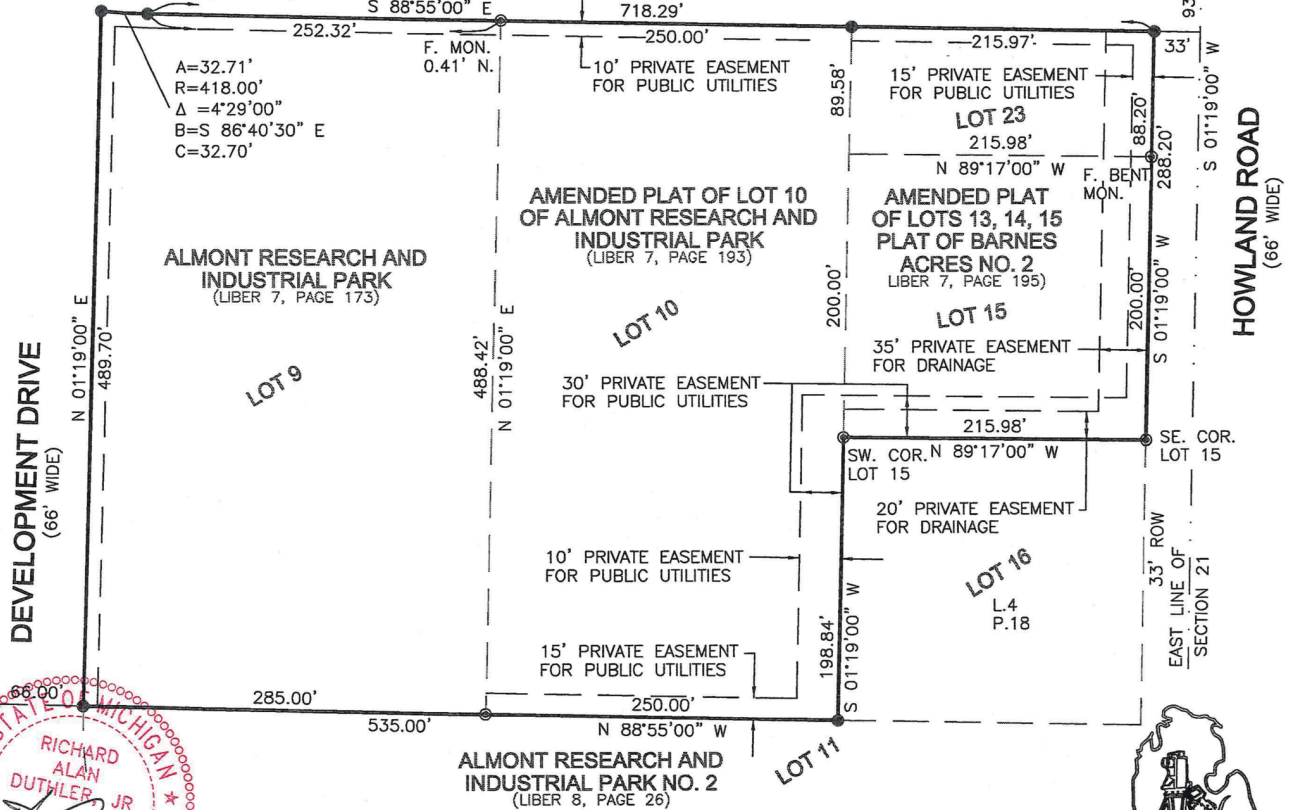 S 88°55'00" E
718.29'
93
252.32'
250.00'
215.97'
33'
F. MON.
0.41' N.
A=32.71'
R=418.00'
Δ =4°29'00"
B=S 86°40'30" E
C=32.70'
10' PRIVATE EASEMENT
FOR PUBLIC UTILITIES
89.58'
15' PRIVATE EASEMENT
FOR PUBLIC UTILITIES
LOT 23
215.98'
N 89°17'00" W
88.20'
288.20'
S 01°19'00" W
F. BENT
MON.
HOWLAND ROAD
(66' WIDE)
ALMONT RESEARCH AND
INDUSTRIAL PARK
(LIBER 7, PAGE 173)
AMENDED PLAT OF LOT 10
OF ALMONT RESEARCH AND
INDUSTRIAL PARK
(LIBER 7, PAGE 193)
AMENDED PLAT
OF LOTS 13, 14, 15
PLAT OF BARNES
ACRES NO. 2
LIBER 7, PAGE 195)
LOT 15
200.00'
200.00'
S 01°19'00" W
N 01°19'00" E
489.70'
LOT 9
488.42'
N 01°19'00" E
LOT 10
35' PRIVATE EASEMENT
FOR DRAINAGE
30' PRIVATE EASEMENT
FOR PUBLIC UTILITIES
215.98'
SW. COR. N 89°17'00" W
LOT 15
SE. COR.
LOT 15
DEVELOPMENT DRIVE
(66' WIDE)
20' PRIVATE EASEMENT
FOR DRAINAGE
10' PRIVATE EASEMENT
FOR PUBLIC UTILITIES
LOT 16
L.4
P.18
33' ROW
EAST LINE OF
SECTION 21
198.84'
S 01°19'00" W
15' PRIVATE EASEMENT
FOR PUBLIC UTILITIES
66.00'
285.00'
250.00'
535.00'
N 88°55'00" W
ALMONT RESEARCH AND
INDUSTRIAL PARK NO. 2
(LIBER 8, PAGE 26)
LOT 11
STATE OF MICHIGAN
RICHARD
ALAN
DUTHLER, JR